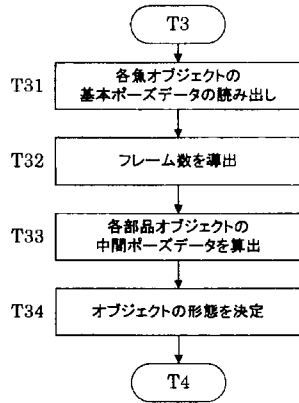 T3
T31
各魚オブジェクトの
基本ポーズデータの読み出し
T32
フレーム数を導出
T33
各部品オブジェクトの
中間ポーズデータを算出
T34
オブジェクトの形態を決定
T4